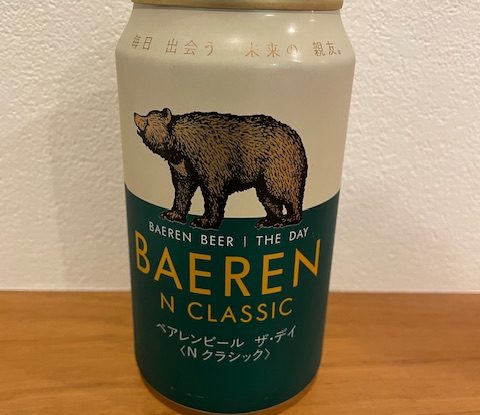 毎日 出会う 未来の 親友。
BAEREN BEER | THE DAY
BAEREN
N CLASSIC
ベアレンビール ザ・デイ
〈N クラシック〉